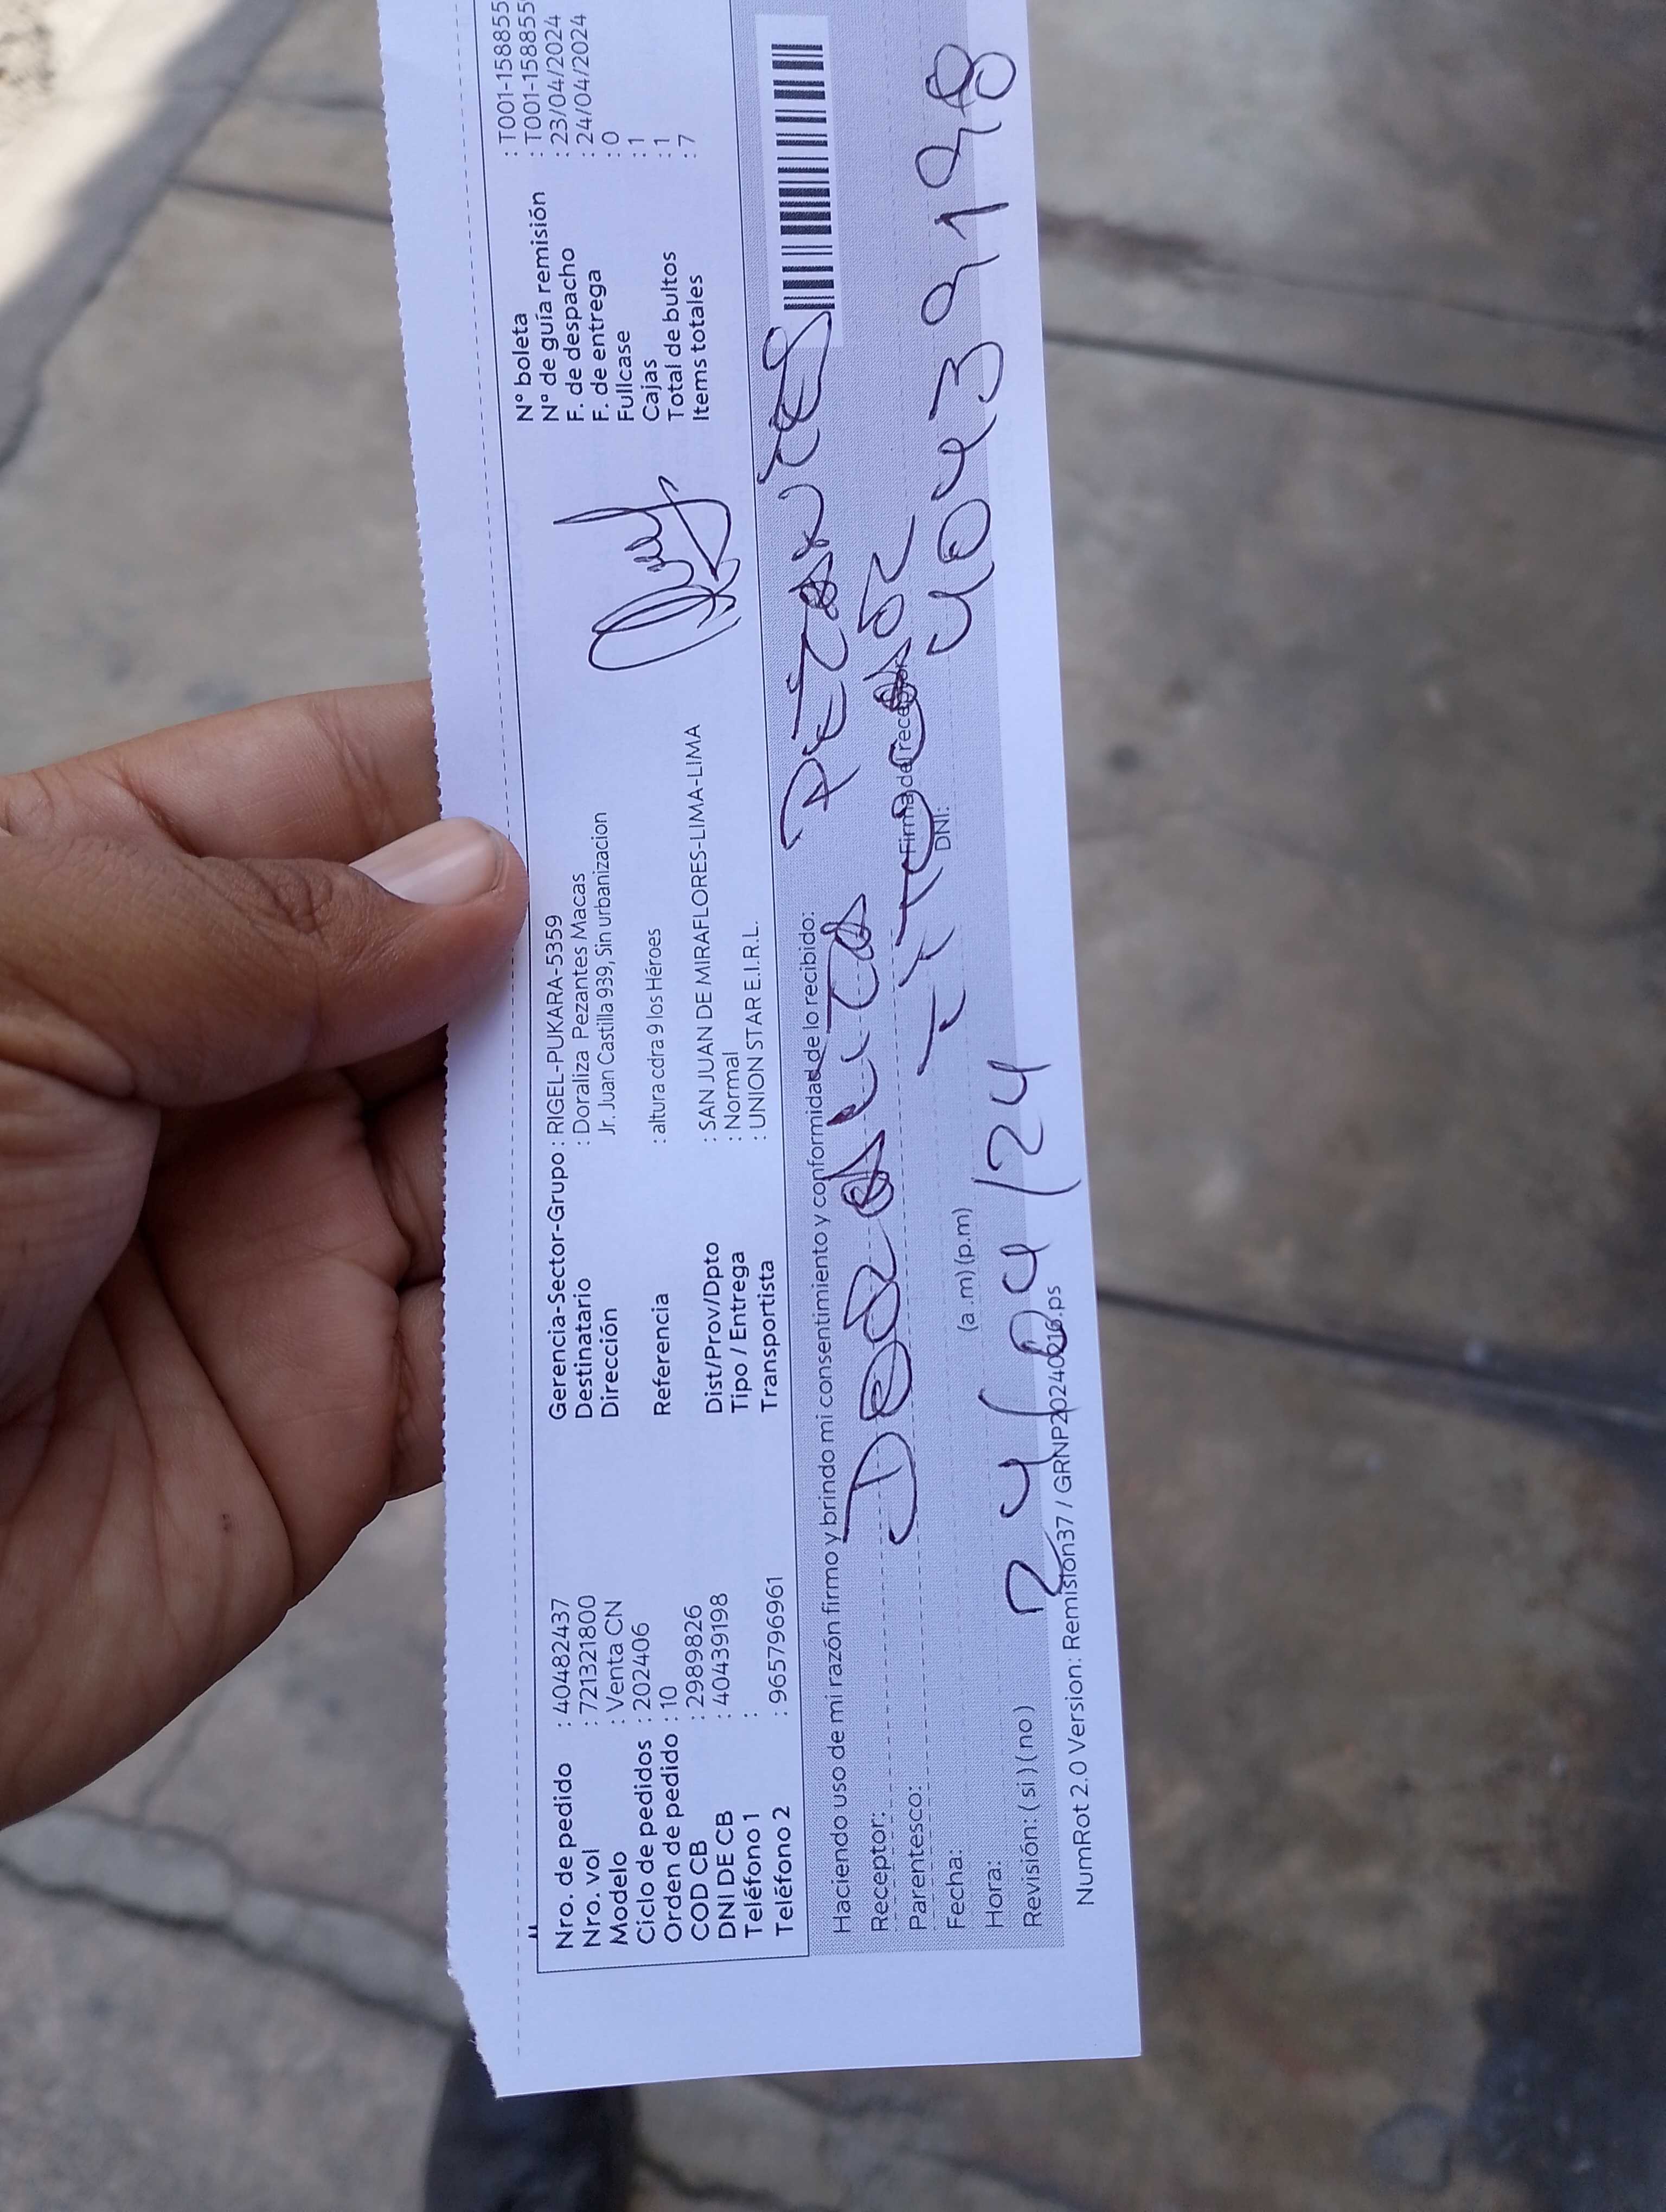 Nro. de pedido : 40482437
Nro. vol : 721321800
Modelo : Venta CN
Ciclo de pedidos : 202406
Orden de pedido : 10
COD CB : 2989826
DNI DE CB : 40439198
Teléfono 1 :
Teléfono 2 : 965796961
Gerencia-Sector-Grupo : RIGEL-PUKARA-5359
Destinatario : Doraliza Pezantes Macas
Dirección Jr. Juan Castilla 939, Sin urbanizacion
Referencia : altura cdra 9 los Héroes
Dist/Prov/Dpto : SAN JUAN DE MIRAFLORES-LIMA-LIMA
Tipo / Entrega : Normal
Transportista : UNION STAR E.I.R.L.
N° boleta : T001-158855
N° de guía remisión : T001-158855
F. de despacho : 23/04/2024
F. de entrega : 24/04/2024
Fullcase : 0
Cajas : 1
Total de bultos : 1
Items totales : 7
Haciendo uso de mi razón firmo y brindo mi consentimiento y conformidad de lo recibido:
Receptor: Doraliza Pezantes
Parentesco: Titular
Firma del receptor
Fecha:
DNI: 40439198
Hora: (a .m) (p.m)
24/04/24
Revisión: ( si ) ( no )
NumRot 2.0 Version: Remision37 / GRNP20240216.ps